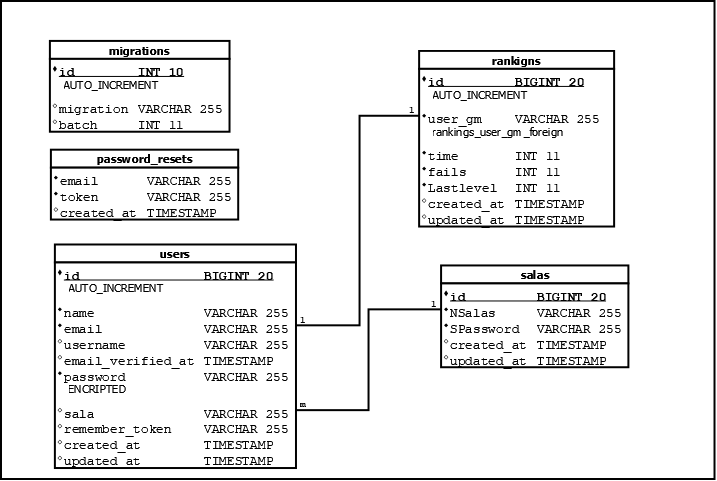 migrations
id INT 10
AUTO_INCREMENT
migration VARCHAR 255
batch INT 11
password_resets
email VARCHAR 255
token VARCHAR 255
created_at TIMESTAMP
users
id BIGINT 20
AUTO_INCREMENT
name VARCHAR 255
email VARCHAR 255
username VARCHAR 255
email_verified_at TIMESTAMP
password VARCHAR 255
ENCRIPTED
sala VARCHAR 255
remember_token VARCHAR 255
created_at TIMESTAMP
updated_at TIMESTAMP
1
m
1
1
rankigns
id BIGINT 20
AUTO_INCREMENT
user_gm VARCHAR 255
rankings_user_gm_foreign
time INT 11
fails INT 11
Lastlevel INT 11
created_at TIMESTAMP
updated_at TIMESTAMP
salas
id BIGINT 20
NSalas VARCHAR 255
SPassword VARCHAR 255
created_at TIMESTAMP
updated_at TIMESTAMP